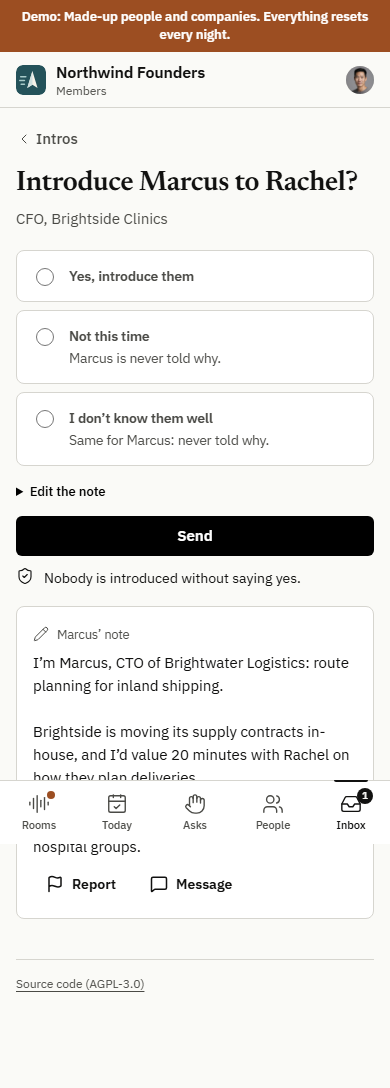 Demo: Made-up people and companies. Everything resets
every night.
Northwind Founders
Members
Intros
Introduce Marcus to Rachel?
CFO, Brightside Clinics
Yes, introduce them
Not this time
Marcus is never told why.
I don’t know them well
Same for Marcus: never told why.
Edit the note
Send
Nobody is introduced without saying yes.
Marcus’ note
I’m Marcus, CTO of Brightwater Logistics: route
planning for inland shipping.
Brightside is moving its supply contracts in-
house, and I’d value 20 minutes with Rachel on
how they plan deliveries
Rooms
Today
Asks
People
1
Inbox
hospital groups.
Report
Message
Source code (AGPL-3.0)